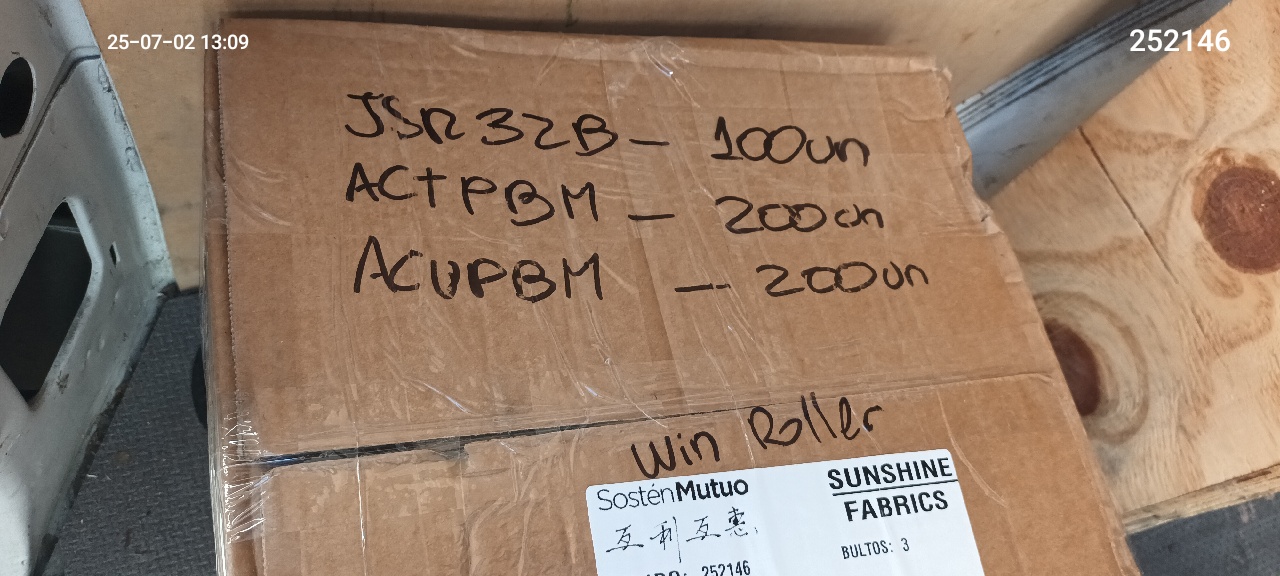 25-07-02 13:09
252146
JSR32B - 100un
ACTPBM - 200un
ACUPBM - 200un
Win Roller
SosténMutuo
SUNSHINE
FABRICS
互利互惠
BULTOS: 3
252146